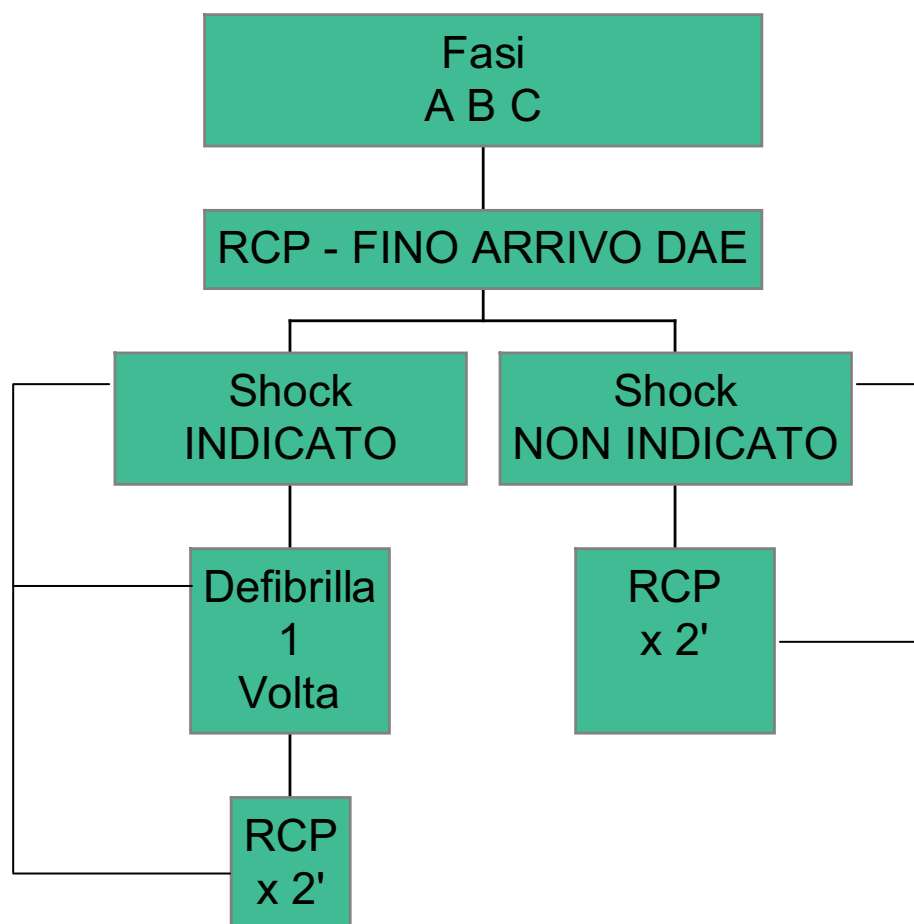 Fasi
A B C
RCP - FINO ARRIVO DAE
Shock
INDICATO
Shock
NON INDICATO
Defibrilla
1
Volta
RCP
x 2'
RCP
x 2'